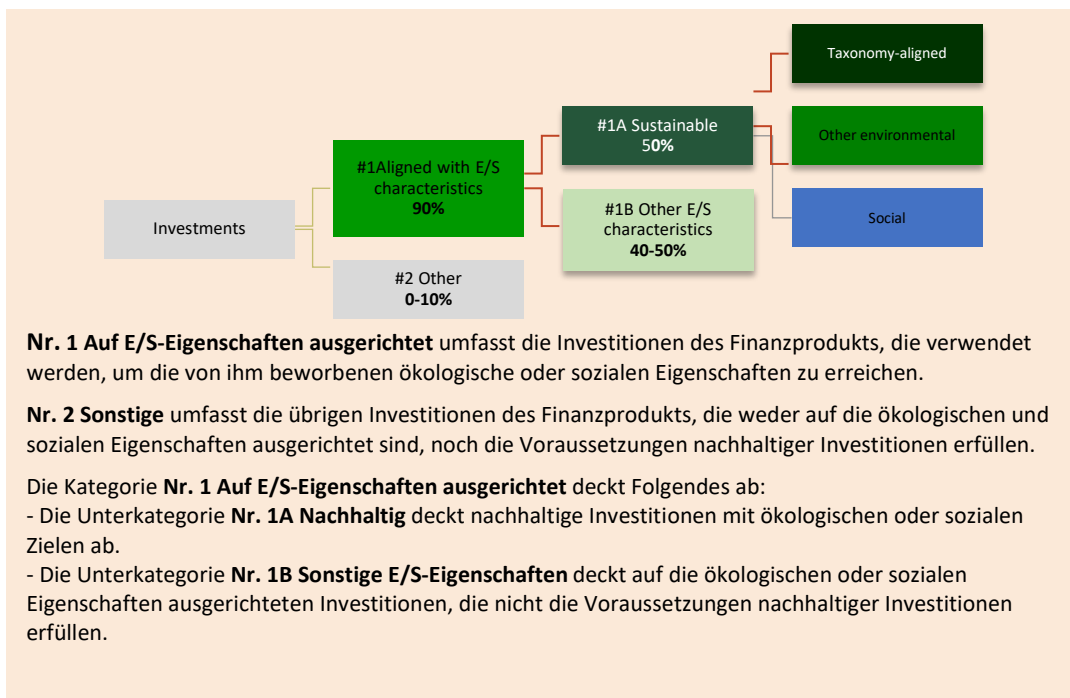 Taxonomy-aligned
#1A Sustainable
50%
Other environmental
#1Aligned with E/S
characteristics
90%
#1B Other E/S
characteristics
40-50%
Social
Investments
#2 Other
0-10%
Nr. 1 Auf E/S-Eigenschaften ausgerichtet umfasst die Investitionen des Finanzprodukts, die verwendet
werden, um die von ihm beworbenen ökologische oder sozialen Eigenschaften zu erreichen.
Nr. 2 Sonstige umfasst die übrigen Investitionen des Finanzprodukts, die weder auf die ökologischen und
sozialen Eigenschaften ausgerichtet sind, noch die Voraussetzungen nachhaltiger Investitionen erfüllen.
Die Kategorie Nr. 1 Auf E/S-Eigenschaften ausgerichtet deckt Folgendes ab:
- Die Unterkategorie Nr. 1A Nachhaltig deckt nachhaltige Investitionen mit ökologischen oder sozialen
Zielen ab.
- Die Unterkategorie Nr. 1B Sonstige E/S-Eigenschaften deckt auf die ökologischen oder sozialen
Eigenschaften ausgerichteten Investitionen, die nicht die Voraussetzungen nachhaltiger Investitionen
erfüllen.